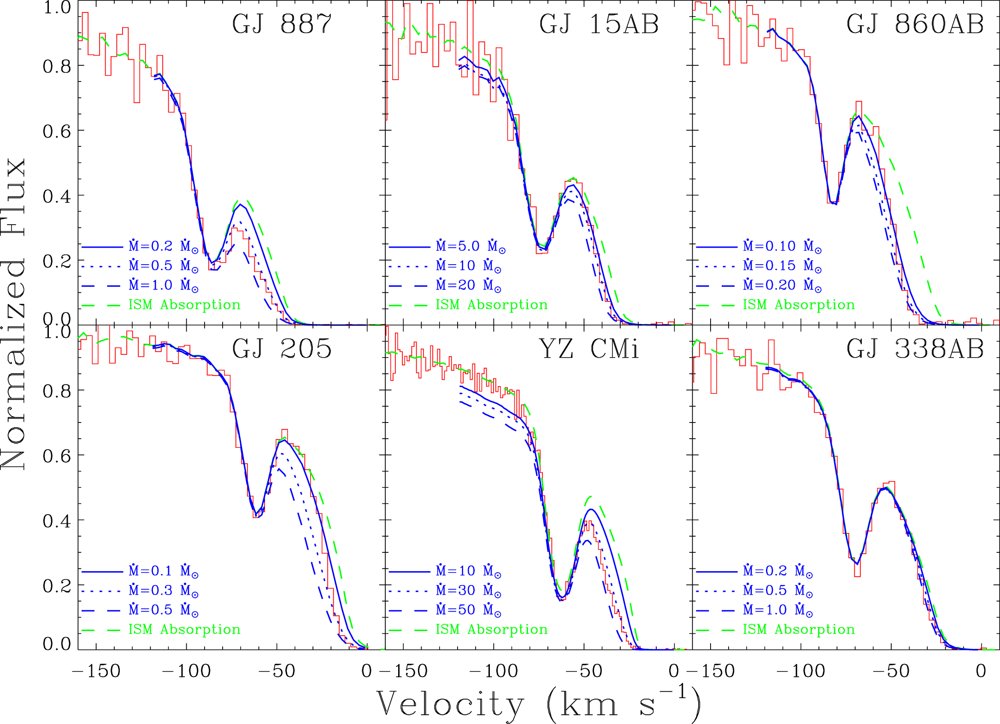 1.0
GJ 887
GJ 15AB
GJ 860AB
0.8
0.6
0.4
0.2
0.0
Ṁ=0.2 Ṁ⊙
Ṁ=0.5 Ṁ⊙
Ṁ=1.0 Ṁ⊙
ISM Absorption
Ṁ=5.0 Ṁ⊙
Ṁ=10 Ṁ⊙
Ṁ=20 Ṁ⊙
ISM Absorption
Ṁ=0.10 Ṁ⊙
Ṁ=0.15 Ṁ⊙
Ṁ=0.20 Ṁ⊙
ISM Absorption
Normalized Flux
1.0
GJ 205
YZ CMi
GJ 338AB
0.8
0.6
0.4
0.2
0.0
Ṁ=0.1 Ṁ⊙
Ṁ=0.3 Ṁ⊙
Ṁ=0.5 Ṁ⊙
ISM Absorption
Ṁ=10 Ṁ⊙
Ṁ=30 Ṁ⊙
Ṁ=50 Ṁ⊙
ISM Absorption
Ṁ=0.2 Ṁ⊙
Ṁ=0.5 Ṁ⊙
Ṁ=1.0 Ṁ⊙
ISM Absorption
−150 −100 −50 0 −150 −100 −50 0 −150 −100 −50 0
Velocity (km s⁻¹)